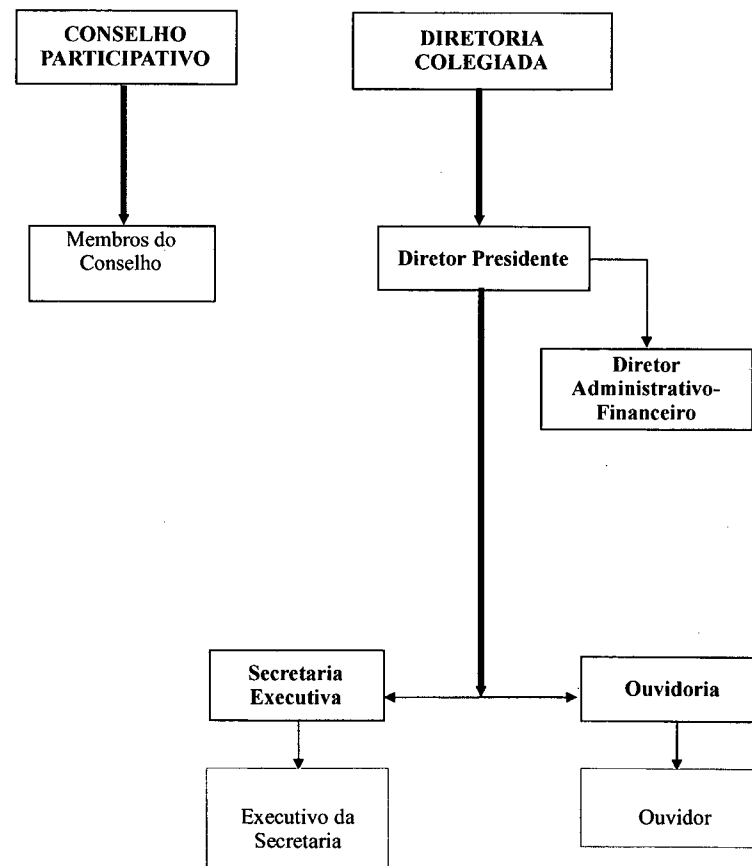 CONSELHO
PARTICIPATIVO
DIRETORIA
COLEGIADA
Membros do
Conselho
Diretor Presidente
Diretor
Administrativo-
Financeiro
Secretaria
Executiva
Ouvidoria
Executivo da
Secretaria
Ouvidor